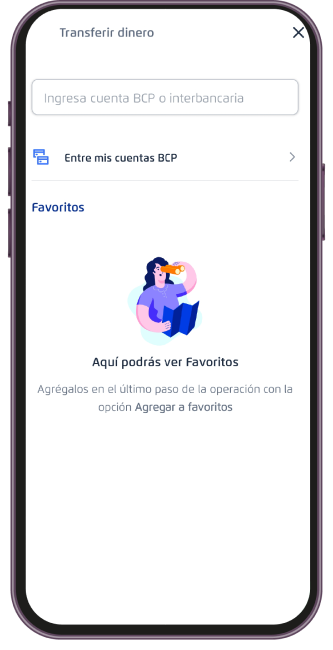 Transferir dinero
Ingresa cuenta BCP o interbancaria
Entre mis cuentas BCP
Favoritos
Aquí podrás ver Favoritos
Agrégalos en el último paso de la operación con la
opción Agregar a favoritos